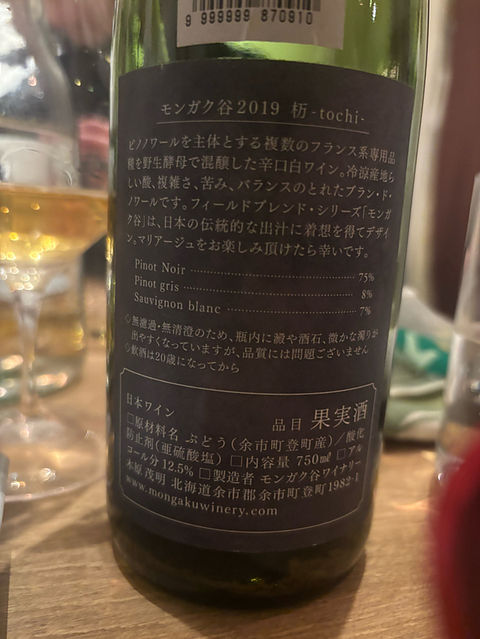 9 999999 870910
モンガク谷2019 栃 -tochi-
ピノノワールを主体とする複数のフランス系専用品
種を野生酵母で混醸した辛口白ワイン。冷涼産地ら
しい酸、複雑さ、苦み、バランスのとれたブラン・ド・
ノワールです。フィールドブレンド・シリーズ「モンガ
ク谷」は、日本の伝統的な出汁に着想を得てデザイ
ン。マリアージュをお楽しみ頂けたら幸いです。
Pinot Noir 75%
Pinot gris 8%
Sauvignon blanc 7%
◇無濾過・無清澄のため、瓶内に澱や酒石、微かな濁りが
出やすくなっていますが、品質には問題ございません
◇飲酒は20歳になってから
日本ワイン 品目 果実酒
□原材料名 ぶどう(余市町登町産)/酸化
防止剤(亜硫酸塩) □内容量 750㎖ □アル
コール分 12.5% □製造者 モンガク谷ワイナリー
木原茂明 北海道余市郡余市町登町1982-1
www.mongakuwinery.com